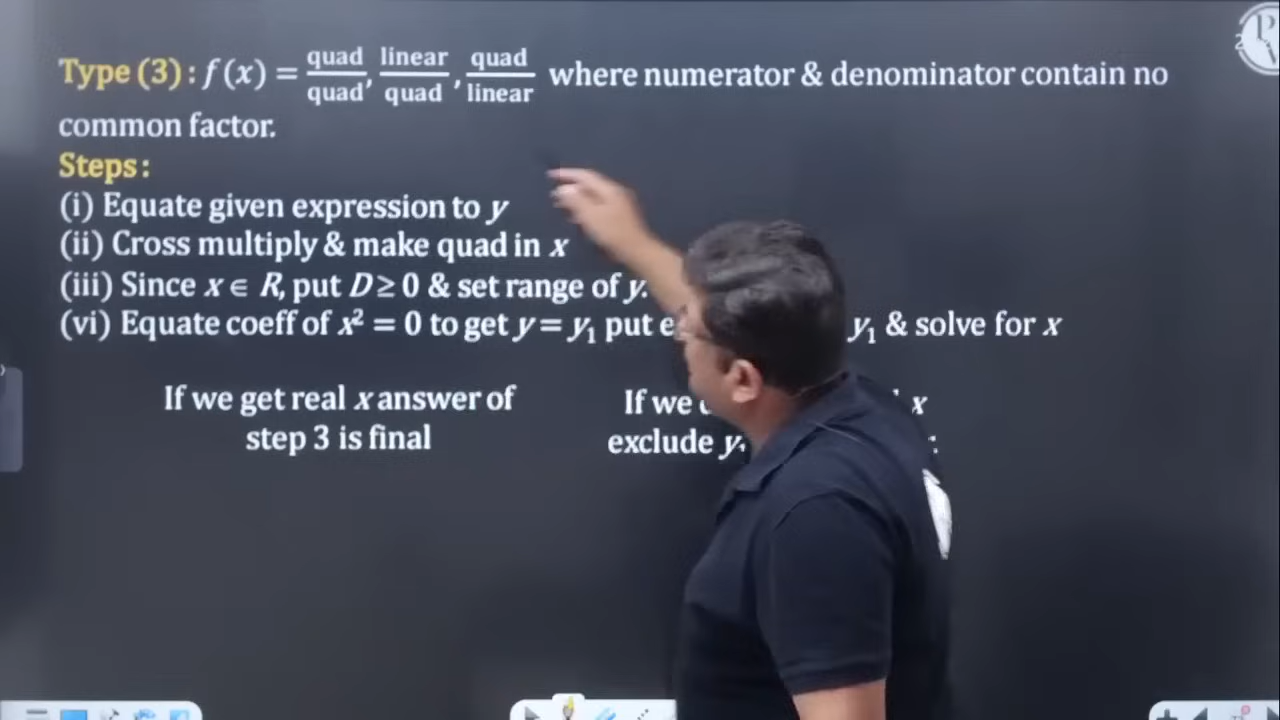 Type (3) : f(x) = quad/quad, linear/quad, quad/linear where numerator & denominator contain no
common factor.
Steps :
(i) Equate given expression to y
(ii) Cross multiply & make quad in x
(iii) Since x ∈ R, put D ≥ 0 & set range of y.
(vi) Equate coeff of x² = 0 to get y = y₁ put y₁ & solve for x
If we get real x answer of
step 3 is final
If we x
exclude